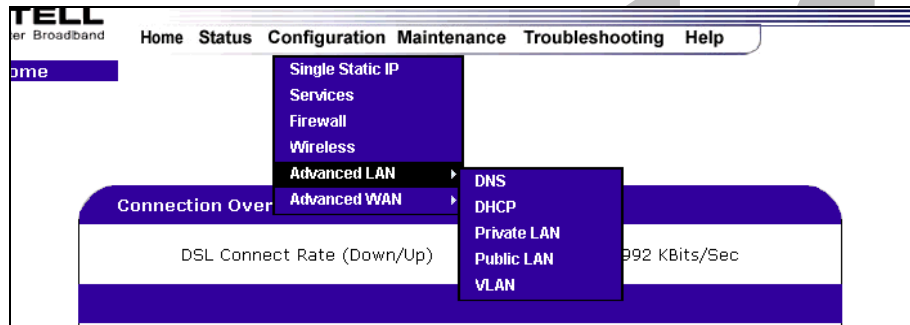 TELL
ter Broadband
Home Status Configuration Maintenance Troubleshooting Help
ome
Single Static IP
Services
Firewall
Wireless
Advanced LAN
Advanced WAN
DNS
DHCP
Private LAN
Public LAN
VLAN
Connection Over
DSL Connect Rate (Down/Up)
992 KBits/Sec